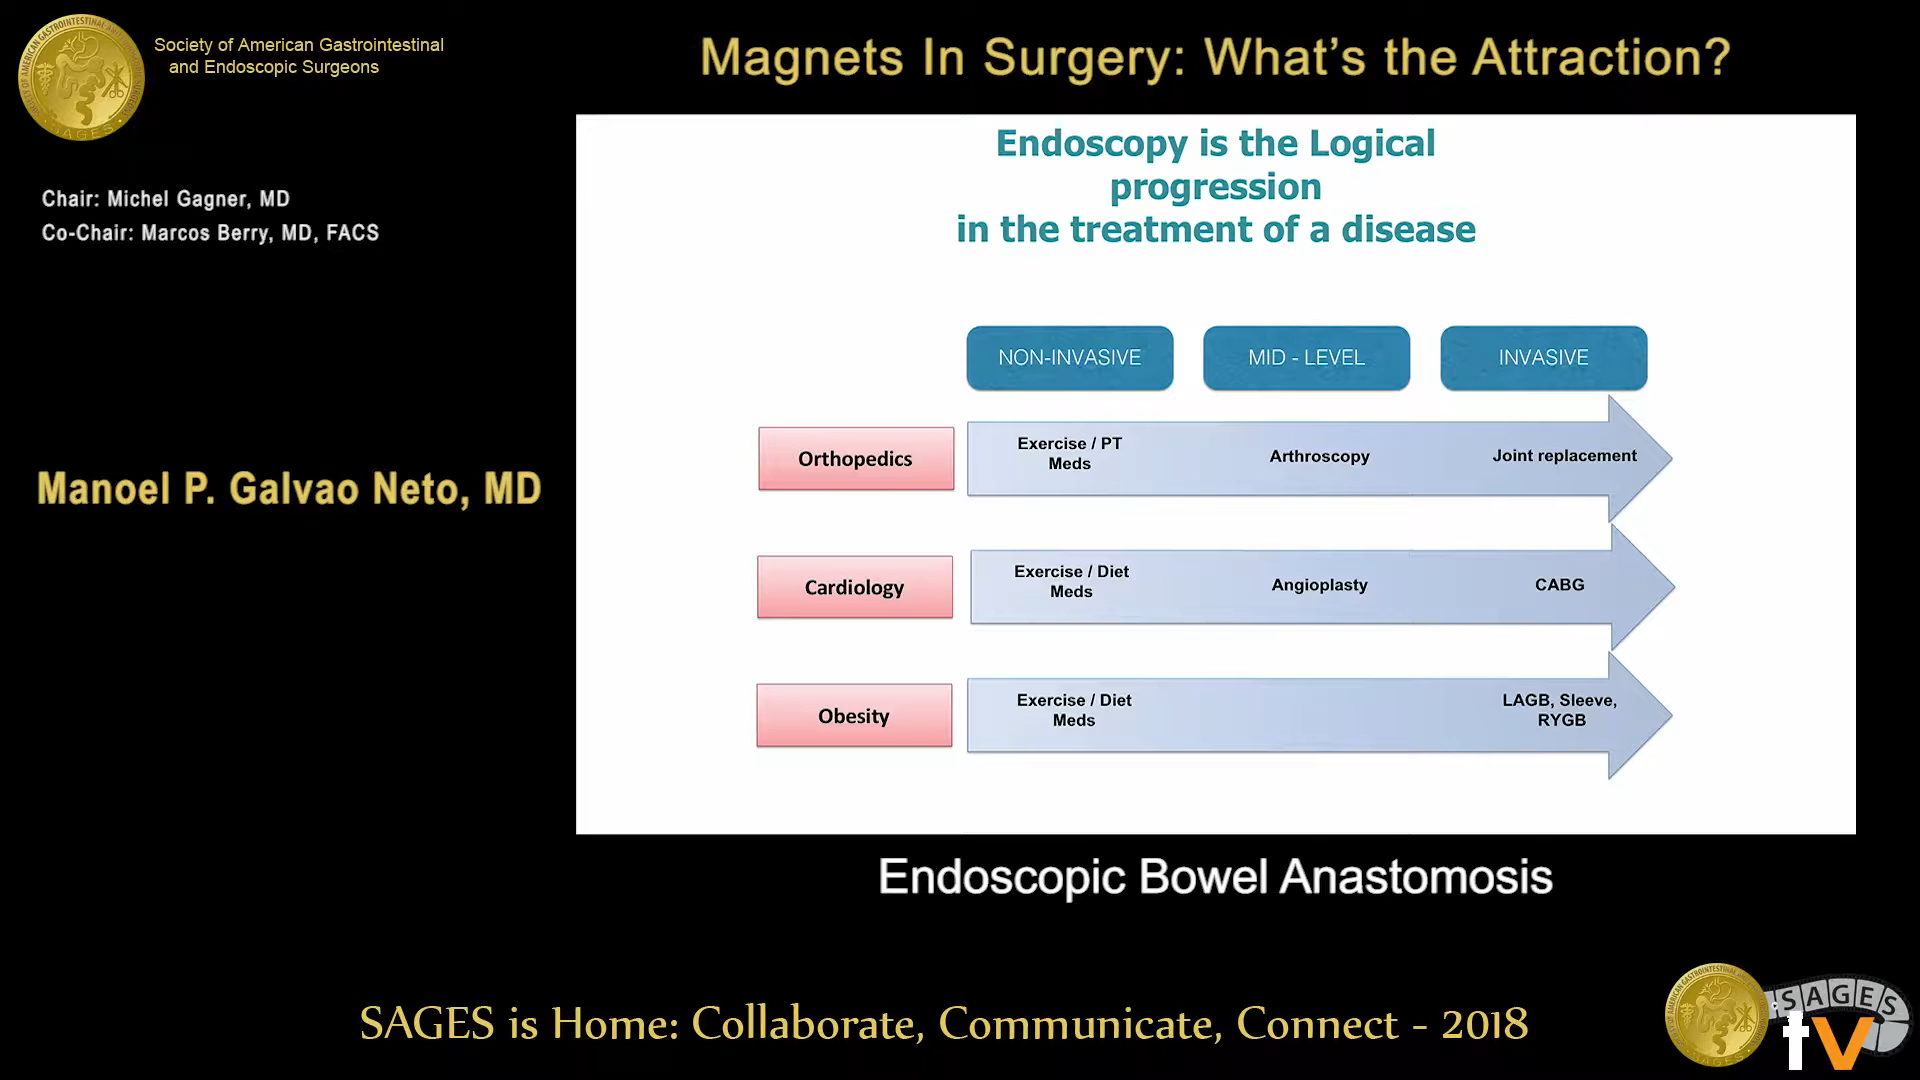 Society of American Gastrointestinal
and Endoscopic Surgeons
Magnets In Surgery: What's the Attraction?
Chair: Michel Gagner, MD
Co-Chair: Marcos Berry, MD, FACS
Manoel P. Galvao Neto, MD
Endoscopy is the Logical
progression
in the treatment of a disease
NON-INVASIVE
MID - LEVEL
INVASIVE
Orthopedics
Exercise / PT
Meds
Arthroscopy
Joint replacement
Cardiology
Exercise / Diet
Meds
Angioplasty
CABG
Obesity
Exercise / Diet
Meds
LAGB, Sleeve,
RYGB
Endoscopic Bowel Anastomosis
SAGES is Home: Collaborate, Communicate, Connect - 2018
SAGES
tv